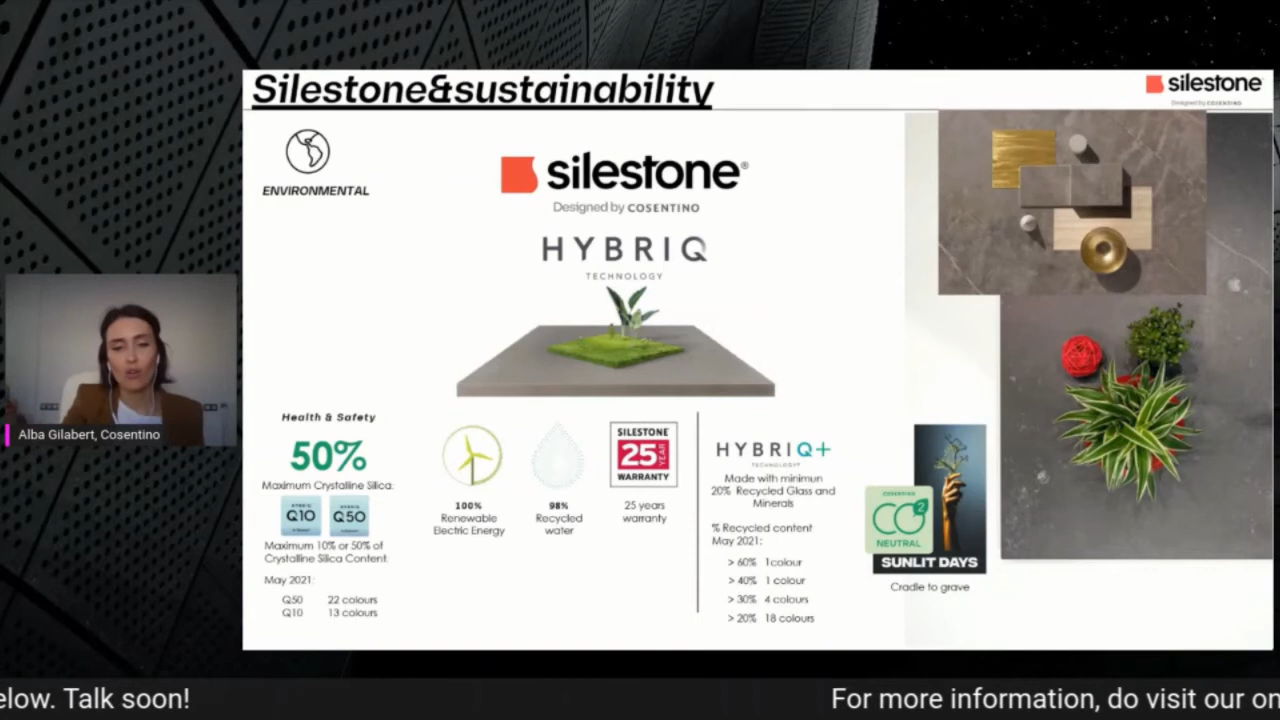 Silestone&sustainability
silestone
Designed by COSENTINO
ENVIRONMENTAL
silestone®
Designed by COSENTINO
HYBRIQ
TECHNOLOGY
Health & Safety
50%
Maximum Crystalline Silica:
HYBRIQ
Q10
HYBRIQ
Q50
Maximum 10% or 50% of
Crystalline Silica Content.
May 2021:
Q50 22 colours
Q10 13 colours
100%
Renewable
Electric Energy
98%
Recycled
water
SILESTONE
25 YEAR
WARRANTY
25 years
warranty
HYBRIQ+
TECHNOLOGY®
Made with minimun
20% Recycled Glass and
Minerals
% Recycled content
May 2021:
> 60% 1colour
> 40% 1 colour
> 30% 4 colours
> 20% 18 colours
COSENTINO
CO2
NEUTRAL
SUNLIT DAYS
Cradle to grave
Alba Gilabert, Cosentino
elow. Talk soon!
For more information, do visit our on